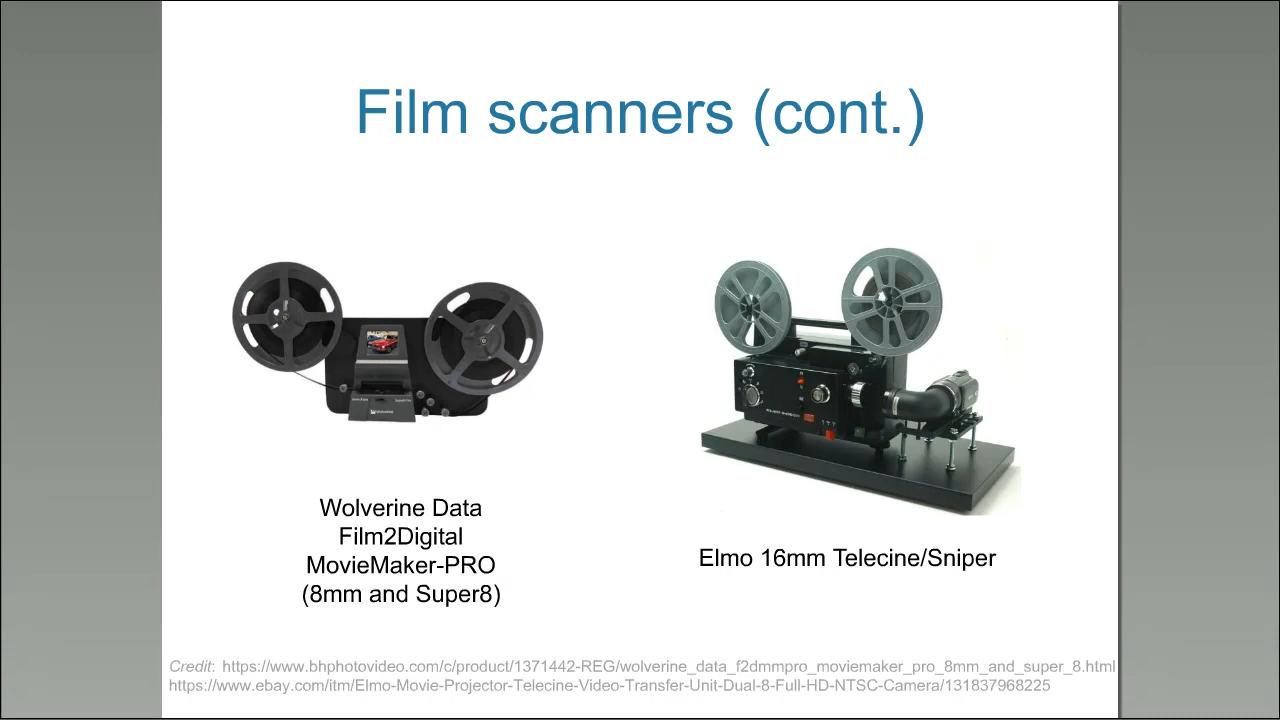 Film scanners (cont.)
Wolverine Data
Film2Digital
MovieMaker-PRO
(8mm and Super8)
Elmo 16mm Telecine/Sniper
Credit: https://www.bhphotovideo.com/c/product/1371442-REG/wolverine_data_f2dmmpro_moviemaker_pro_8mm_and_super_8.html
https://www.ebay.com/itm/Elmo-Movie-Projector-Telecine-Video-Transfer-Unit-Dual-8-Full-HD-NTSC-Camera/131837968225